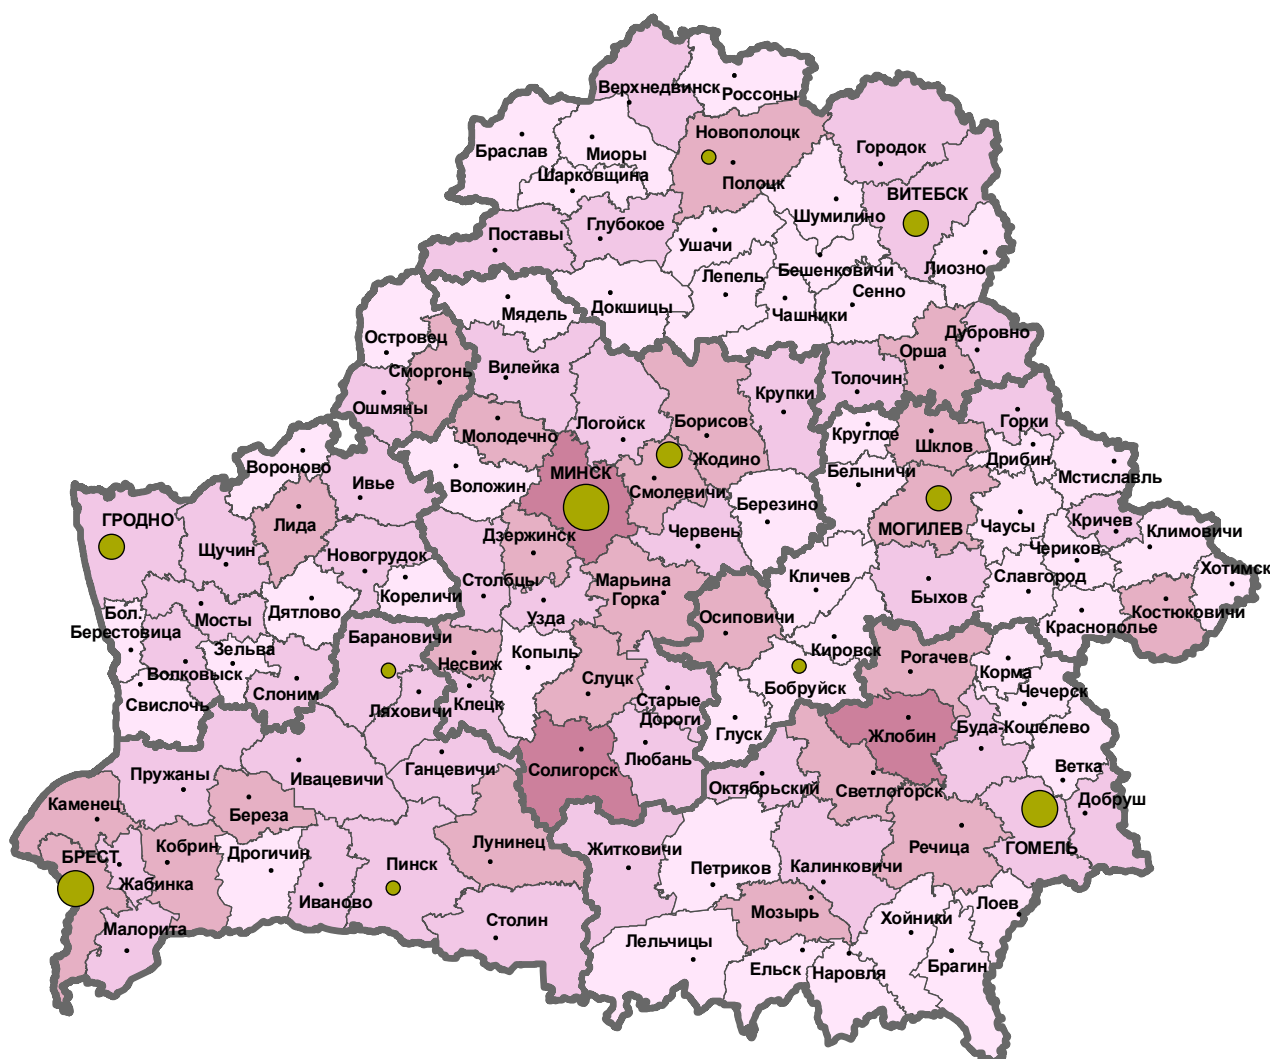 Верхнедвинск
Россоны
Новополоцк
Полоцк
Браслав
Миоры
Шарковщина
Городок
ВИТЕБСК
Шумилино
Поставы
Глубокое
Ушачи
Бешенковичи
Лиозно
Лепель
Сенно
Докшицы
Чашники
Мядель
Островец
Сморгонь
Ошмяны
Вилейка
Орша
Дубровно
Толочин
Крупки
Логойск
Борисов
Жодино
Молодечно
Круглое
Шклов
Горки
Дрибин
Мстиславль
Белыничи
Вороново
Ивье
Воложин
МИНСК
Смолевичи
Березино
МОГИЛЕВ
Чаусы
Кричев
Климовичи
Чериков
Хотимск
ГРОДНО
Лида
Щучин
Новогрудок
Дзержинск
Червень
Столбцы
Марьина
Горка
Кличев
Славгород
Быхов
Костюковичи
Краснополье
Кореличи
Дятлово
Мосты
Бол.
Берестовица
Узда
Осиповичи
Барановичи
Зельва
Волковыск
Несвиж
Копыль
Кировск
Рогачев
Корма
Чечерск
Слоним
Свислочь
Ляховичи
Клецк
Слуцк
Старые
Дороги
Бобруйск
Глуск
Жлобин
Буда-Кошелево
Любань
Солигорск
Ганцевичи
Ивацевичи
Пружаны
Ветка
Октябрьский
Светлогорск
Добруш
Каменец
Береза
Лунинец
Житковичи
Речица
ГОМЕЛЬ
Кобрин
Дрогичин
БРЕСТ
Жабинка
Пинск
Петриков
Калинковичи
Иваново
Малорита
Столин
Мозырь
Хойники
Лоев
Лельчицы
Ельск
Наровля
Брагин